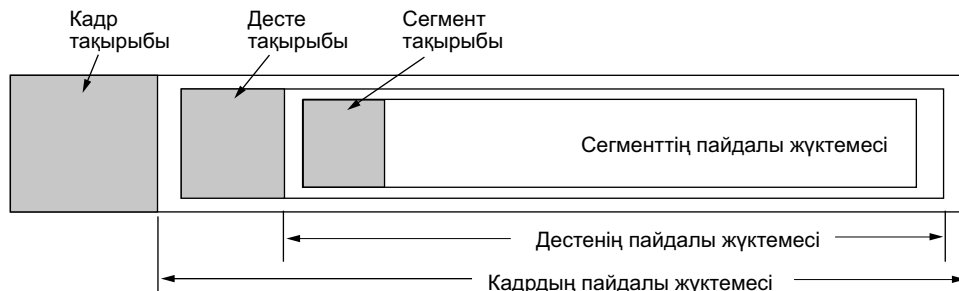 Кадр
тақырыбы
Десте
тақырыбы
Сегмент
тақырыбы
Сегменттің пайдалы жүктемесі
Дестенің пайдалы жүктемесі
Кадрдың пайдалы жүктемесі